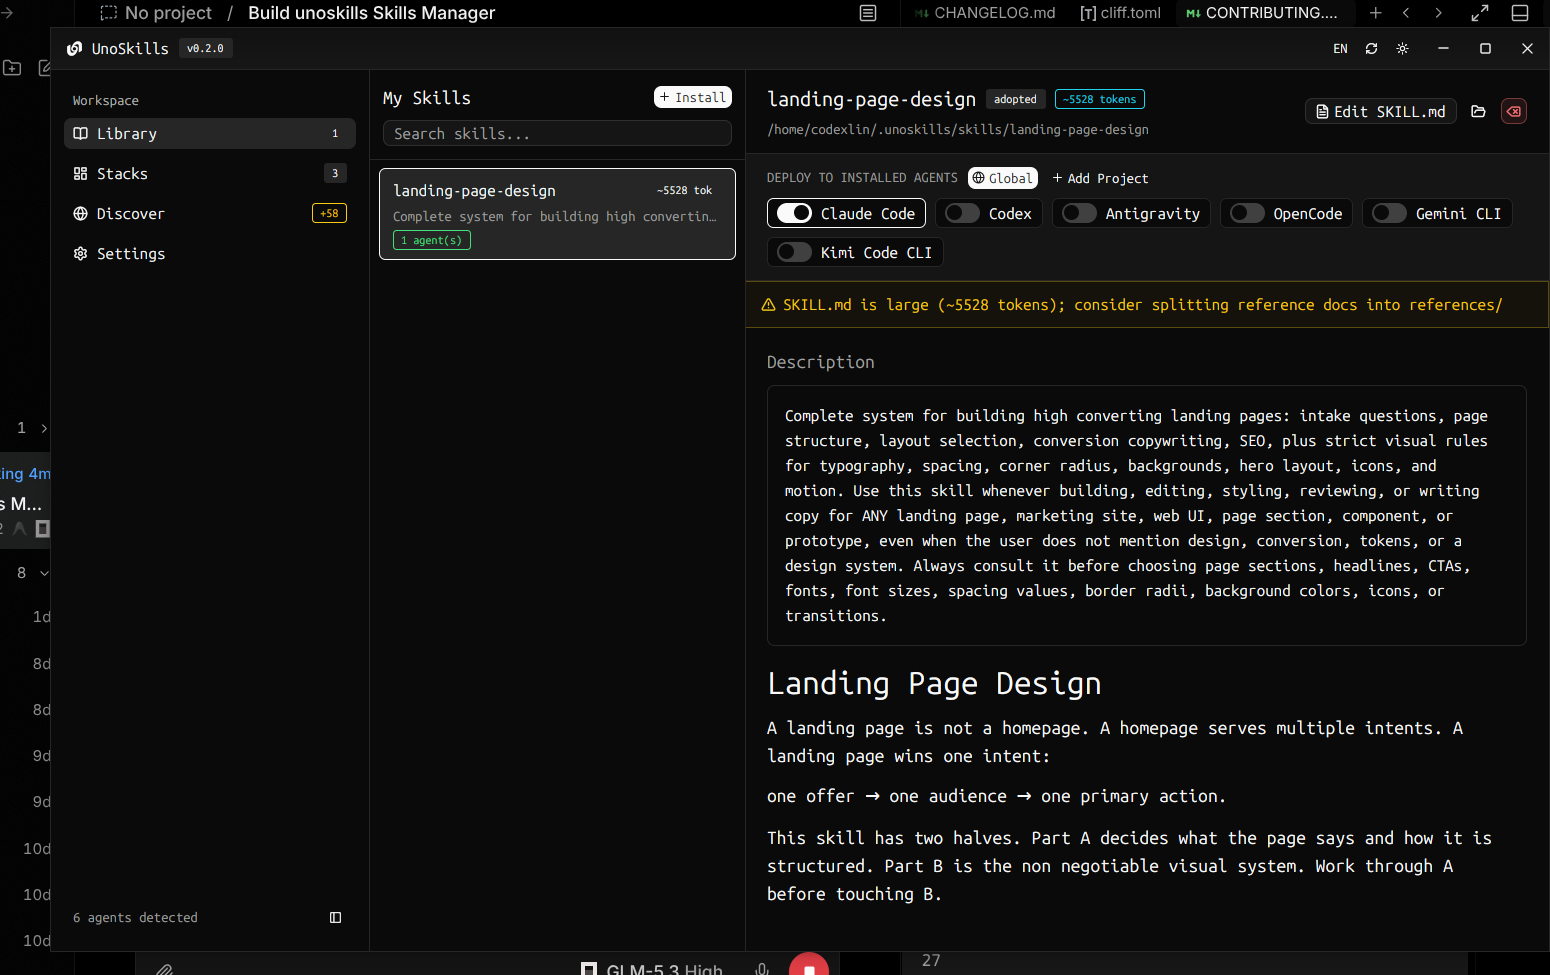 No project / Build unoskills Skills Manager
CHANGELOG.md
cliff.toml
CONTRIBUTING....
UnoSkills v0.2.0
EN
Workspace
Library 1
Stacks 3
Discover +58
Settings
6 agents detected
My Skills
+ Install
Search skills...
landing-page-design ~5528 tok
Complete system for building high convertin…
1 agent(s)
landing-page-design adopted ~5528 tokens
/home/codexlin/.unoskills/skills/landing-page-design
Edit SKILL.md
DEPLOY TO INSTALLED AGENTS Global + Add Project
Claude Code
Codex
Antigravity
OpenCode
Gemini CLI
Kimi Code CLI
SKILL.md is large (~5528 tokens); consider splitting reference docs into references/
Description
Complete system for building high converting landing pages: intake questions, page
structure, layout selection, conversion copywriting, SEO, plus strict visual rules
for typography, spacing, corner radius, backgrounds, hero layout, icons, and
motion. Use this skill whenever building, editing, styling, reviewing, or writing
copy for ANY landing page, marketing site, web UI, page section, component, or
prototype, even when the user does not mention design, conversion, tokens, or a
design system. Always consult it before choosing page sections, headlines, CTAs,
fonts, font sizes, spacing values, border radii, background colors, icons, or
transitions.
Landing Page Design
A landing page is not a homepage. A homepage serves multiple intents. A
landing page wins one intent:
one offer → one audience → one primary action.
This skill has two halves. Part A decides what the page says and how it is
structured. Part B is the non negotiable visual system. Work through A
before touching B.
1
king 4m
s M...
2
8
1d
8d
8d
9d
9d
10d
10d
10d
GLM-5.3 High
27